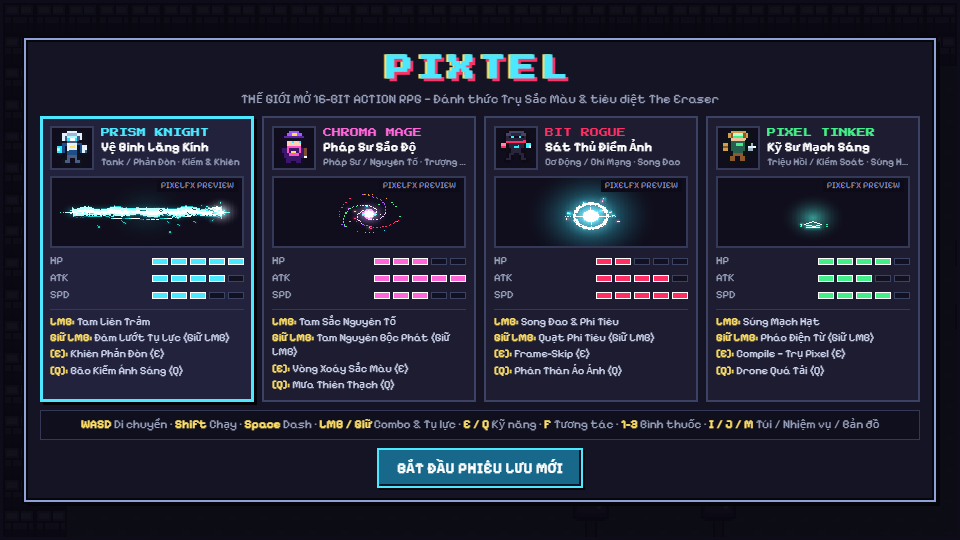 PIXTEL
THẾ GIỚI MỞ 16-BIT ACTION RPG - Đánh thức Trụ Sắc Màu & tiêu diệt The Eraser
PRISM KNIGHT
Vệ Binh Lăng Kính
Tank / Phản Đòn · Kiếm & Khiên
PIXELFX PREVIEW
HP
ATK
SPD
LMB: Tam Liên Trảm
Giữ LMB: Đâm Lướt Tụ Lực (Giữ LMB)
[E]: Khiên Phản Đòn (E)
[Q]: Bão Kiếm Ánh Sáng (Q)
CHROMA MAGE
Pháp Sư Sắc Độ
Pháp Sư / Nguyên Tố · Trượng ...
PIXELFX PREVIEW
HP
ATK
SPD
LMB: Tam Sắc Nguyên Tố
Giữ LMB: Tam Nguyên Bộc Phát (Giữ
LMB)
[E]: Vòng Xoáy Sắc Màu (E)
[Q]: Mưa Thiên Thạch (Q)
BIT ROGUE
Sát Thủ Điểm Ảnh
Cơ Động / Chí Mạng · Song Đao
PIXELFX PREVIEW
HP
ATK
SPD
LMB: Song Đao & Phi Tiêu
Giữ LMB: Quạt Phi Tiêu (Giữ LMB)
[E]: Frame-Skip (E)
[Q]: Phân Thân Ảo Ảnh (Q)
PIXEL TINKER
Kỹ Sư Mạch Sáng
Triệu Hồi / Kiểm Soát · Súng M...
PIXELFX PREVIEW
HP
ATK
SPD
LMB: Súng Mạch Hạt
Giữ LMB: Pháo Điện Từ (Giữ LMB)
[E]: Compile - Trụ Pixel (E)
[Q]: Drone Quá Tải (Q)
WASD Di chuyển · Shift Chạy · Space Dash · LMB / Giữ Combo & Tụ lực · E / Q Kỹ năng · F Tương tác · 1-3 Bình thuốc · I / J / M Túi / Nhiệm vụ / Bản đồ
BẮT ĐẦU PHIÊU LƯU MỚI